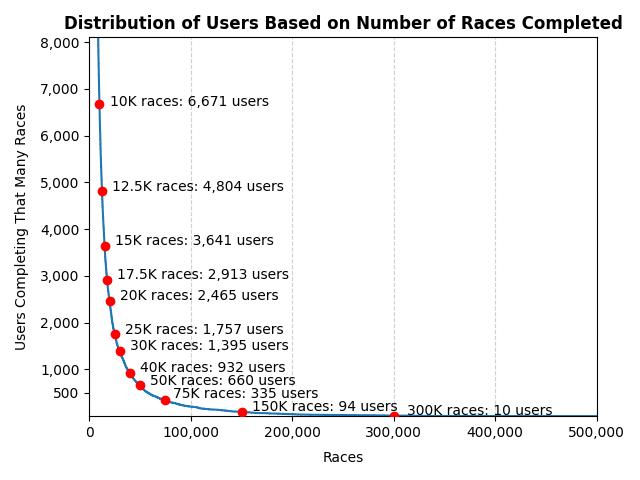 Distribution of Users Based on Number of Races Completed
8,000
7,000
6,000
5,000
4,000
3,000
2,000
1,000
500
Users Completing That Many Races
10K races: 6,671 users
12.5K races: 4,804 users
15K races: 3,641 users
17.5K races: 2,913 users
20K races: 2,465 users
25K races: 1,757 users
30K races: 1,395 users
40K races: 932 users
50K races: 660 users
75K races: 335 users
150K races: 94 users
300K races: 10 users
0
100,000
200,000
300,000
400,000
500,000
Races